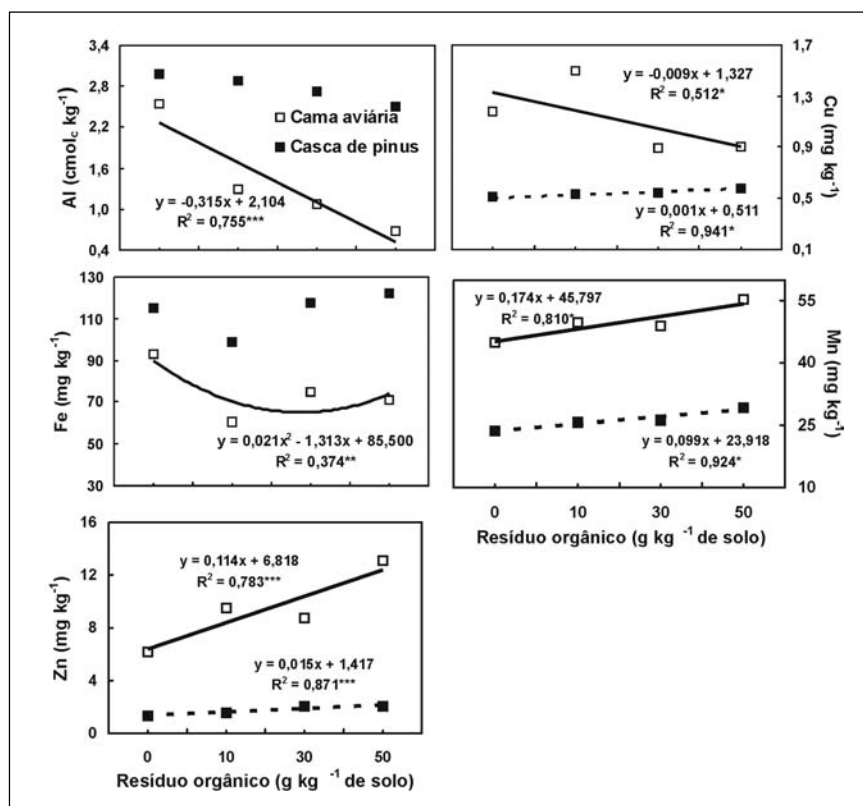 3,4
2,8
2,2
1,6
1,0
0,4
Al (cmolc kg-1)
Cama aviária
Casca de pinus
y = -0,315x + 2,104
R2 = 0,755***
1,7
1,3
0,9
0,5
0,1
Cu (mg kg-1)
y = -0,009x + 1,327
R2 = 0,512*
y = 0,001x + 0,511
R2 = 0,941*
130
110
90
70
50
30
Fe (mg kg-1)
y = 0,021x2 - 1,313x + 85,500
R2 = 0,374**
55
40
25
10
Mn (mg kg-1)
y = 0,174x + 45,797
R2 = 0,810*
y = 0,099x + 23,918
R2 = 0,924*
0 10 30 50
Resíduo orgânico (g kg -1 de solo)
16
12
8
4
0
Zn (mg kg-1)
y = 0,114x + 6,818
R2 = 0,783***
y = 0,015x + 1,417
R2 = 0,871***
0 10 30 50
Resíduo orgânico (g kg -1 de solo)